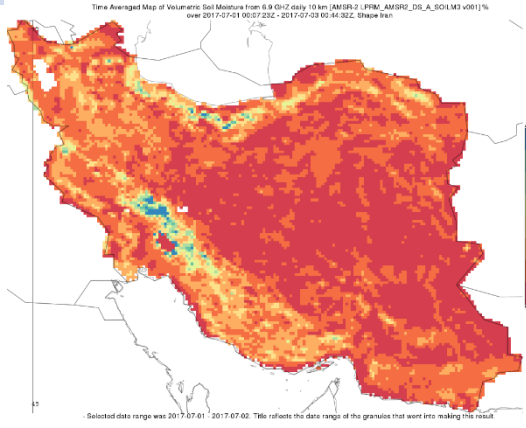 Time Averaged Map of Volumetric Soil Moisture from 6.9 GHZ daily 10 km [AMSR-2 LPRM_AMSR2_DS_A_SOILM3 v001] %
over 2017-07-01 00:07:23Z - 2017-07-03 00:44:32Z, Shape Iran
- Selected date range was 2017-07-01 - 2017-07-02. Title reflects the date range of the granules that went into making this result.